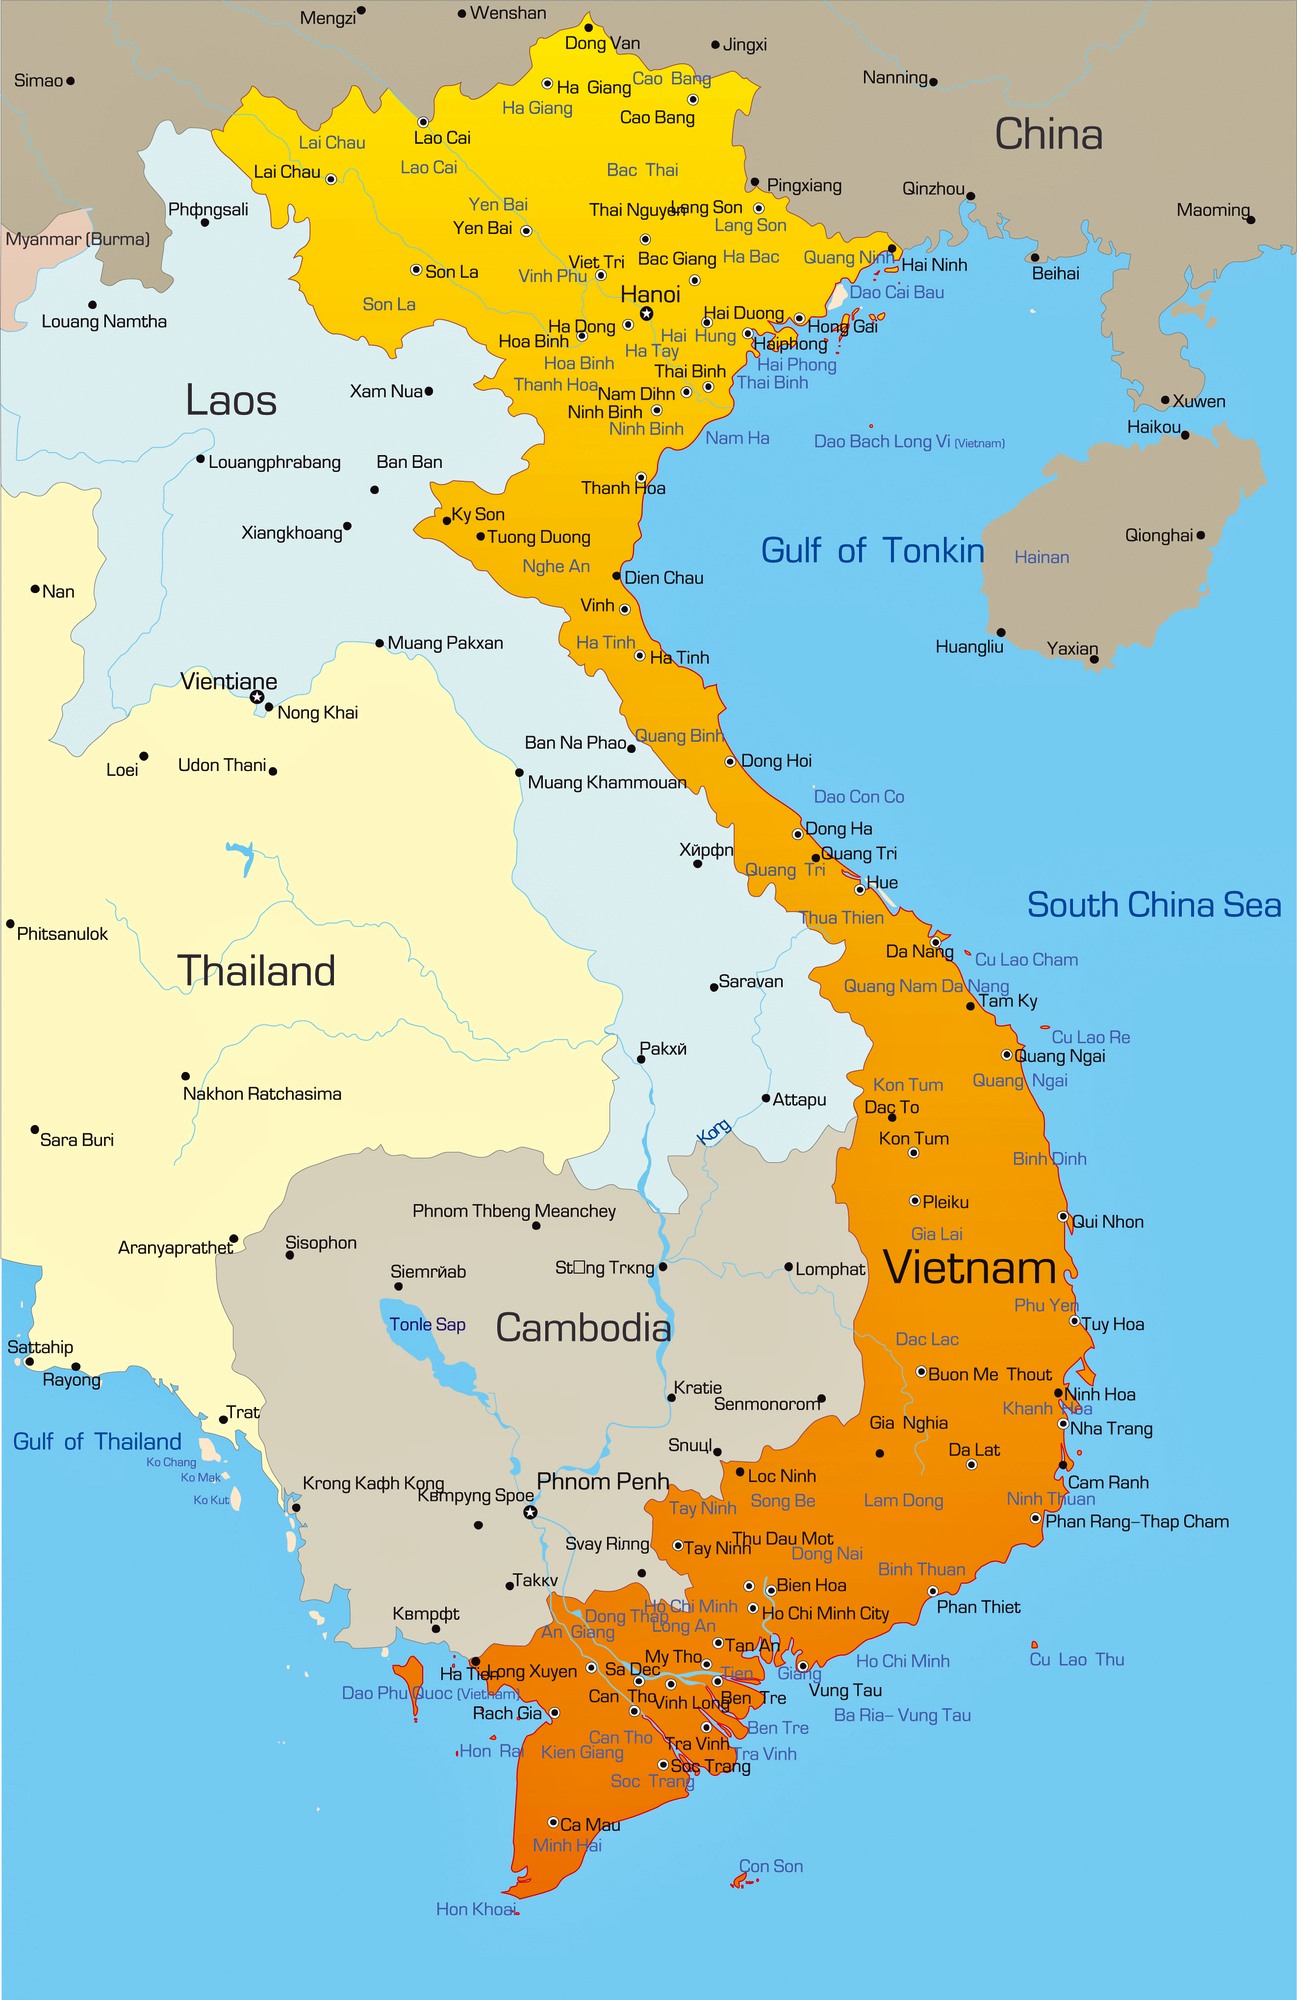 Mengzi
Wenshan
Dong Van
Jingxi
Simao
Nanning
Ha Giang
Cao Bang
Ha Giang
Cao Bang
China
Lao Cai
Lai Chau
Lao Cai
Bac Thai
Lai Chau
Pingxiang
Qinzhou
Phфngsali
Yen Bai
Thai Nguyen
Lang Son
Maoming
Yen Bai
Lang Son
Myanmar (Burma)
Son La
Viet Tri
Bac Giang
Ha Bac
Quang Ninh
Hai Ninh
Beihai
Vinh Phu
Hanoi
Dao Cai Bau
Son La
Louang Namtha
Ha Dong
Hai Duong
Hong Gai
Hoa Binh
Hai Hung
Haiphong
Ha Tay
Hoa Binh
Hai Phong
Thanh Hoa
Thai Binh
Thai Binh
Laos
Xam Nua
Nam Dihn
Xuwen
Ninh Binh
Haikou
Ninh Binh
Nam Ha
Dao Bach Long Vi (Vietnam)
Louangphrabang
Ban Ban
Thanh Hoa
Ky Son
Xiangkhoang
Tuong Duong
Qionghai
Gulf of Tonkin
Hainan
Nghe An
Dien Chau
Nan
Vinh
Muang Pakxan
Ha Tinh
Ha Tinh
Huangliu
Yaxian
Vientiane
Nong Khai
Quang Binh
Ban Na Phao
Dong Hoi
Loei
Udon Thani
Muang Khammouan
Dao Con Co
Dong Ha
Xйpфn
Quang Tri
Quang Tri
Hue
South China Sea
Thua Thien
Phitsanulok
Da Nang
Cu Lao Cham
Thailand
Saravan
Quang Nam Da Nang
Tam Ky
Cu Lao Re
Pakxй
Quang Ngai
Nakhon Ratchasima
Kon Tum
Quang Ngai
Attapu
Dac To
Kong
Sara Buri
Kon Tum
Binh Dinh
Pleiku
Phnom Thbeng Meanchey
Qui Nhon
Aranyaprathet
Sisophon
Gia Lai
Siemrйab
St□ng Trкng
Lomphat
Vietnam
Phu Yen
Tonle Sap
Cambodia
Tuy Hoa
Sattahip
Dac Lac
Rayong
Buon Me Thout
Kratie
Ninh Hoa
Senmonorom
Khanh Hoa
Trat
Gia Nghia
Nha Trang
Gulf of Thailand
Snuцl
Da Lat
Ko Chang
Ko Mak
Loc Ninh
Cam Ranh
Krong Kaфh Kong
Phnom Penh
Kвmpуng Spoe
Ko Kut
Tay Ninh
Song Be
Lam Dong
Ninh Thuan
Phan Rang-Thap Cham
Svay Riлng
Tay Ninh
Thu Dau Mot
Dong Nai
Binh Thuan
Takкv
Bien Hoa
Kвmpфt
Ho Chi Minh
Ho Chi Minh City
Phan Thiet
Dong Thap
Long An
An Giang
Tan An
Ha Tien
Long Xuyen
Sa Dec
My Tho
Tien Giang
Ho Chi Minh
Cu Lao Thu
Dao Phu Quoc (Vietnam)
Can Tho
Vinh Long
Ben Tre
Vung Tau
Rach Gia
Ba Ria- Vung Tau
Can Tho
Tra Vinh
Ben Tre
Hon Rai
Kien Giang
Tra Vinh
Soc Trang
Soc Trang
Ca Mau
Minh Hai
Con Son
Hon Khoai